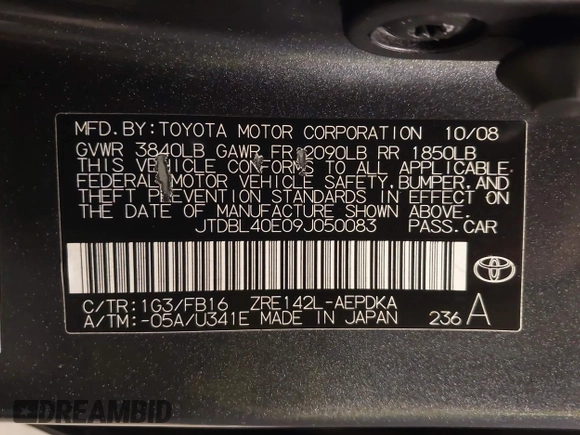 MFD.BY:TOYOTA MOTOR CORPORATION 10/08
GVWR 3840LB GAWR FR 2090LB RR 1850LB
THIS VEHICLE CONFORMS TO ALL APPLICABLE
FEDERAL MOTOR VEHICLE SAFETY, BUMPER, AND
THEFT PREVENTION STANDARDS IN EFFECT ON
THE DATE OF MANUFACTURE SHOWN ABOVE.
JTDBL40E09J050083 PASS.CAR
C/TR:1G3/FB16 ZRE142L-AEPDKA
A/TM:-05A/U341E MADE IN JAPAN 236 A
DREAMBID